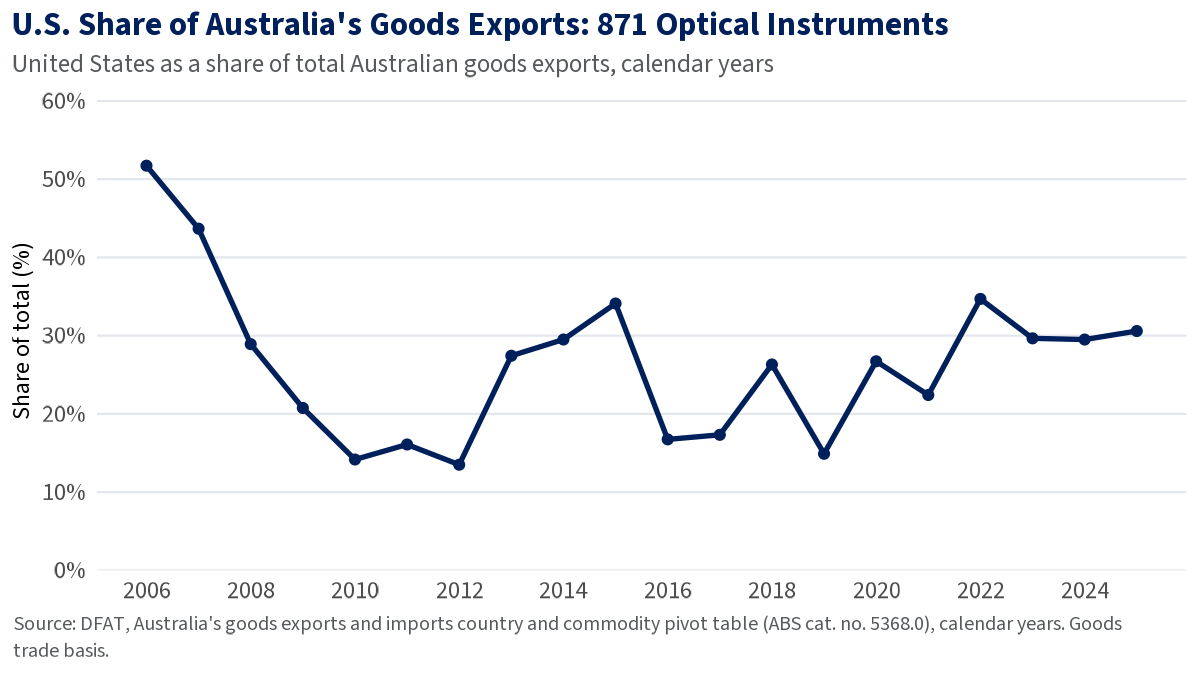 U.S. Share of Australia's Goods Exports: 871 Optical Instruments
United States as a share of total Australian goods exports, calendar years
60%
50%
40%
30%
20%
10%
0%
Share of total (%)
2006 2008 2010 2012 2014 2016 2018 2020 2022 2024
Source: DFAT, Australia's goods exports and imports country and commodity pivot table (ABS cat. no. 5368.0), calendar years. Goods
trade basis.